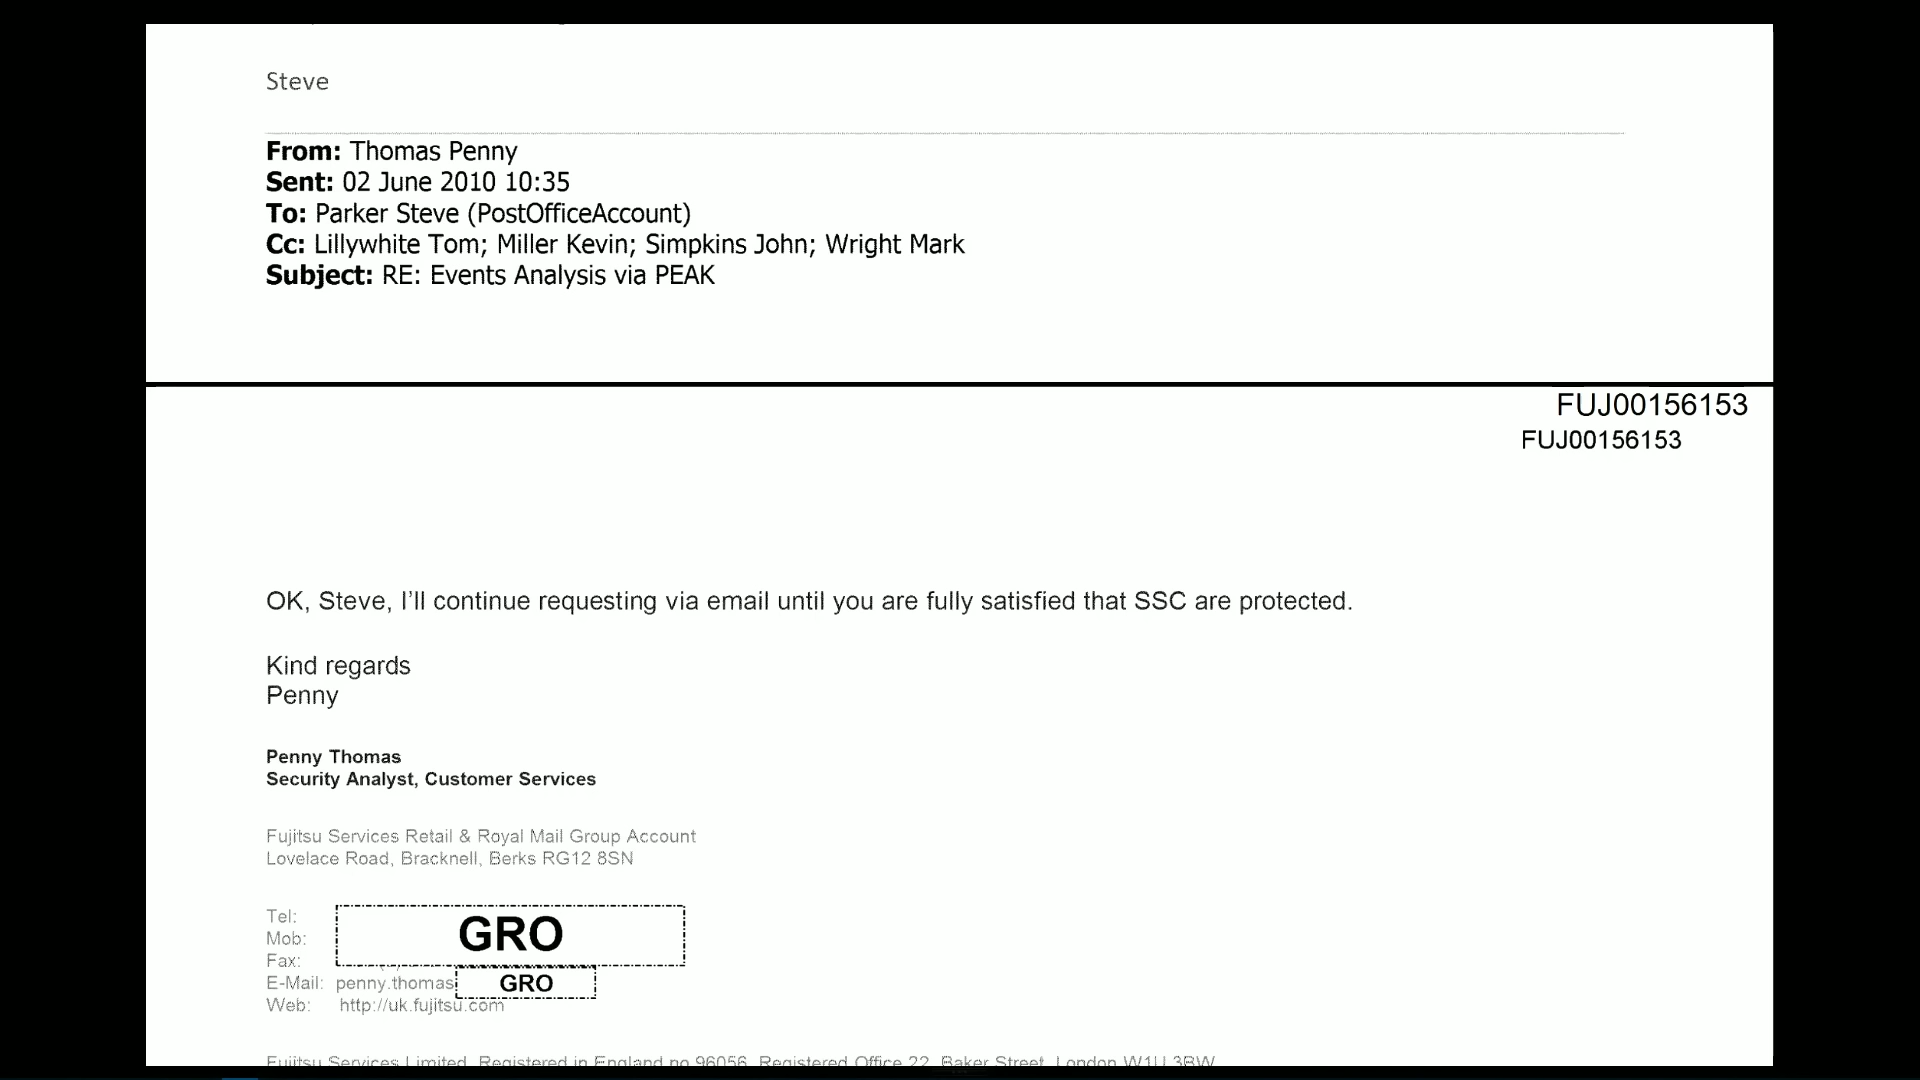 Steve
From: Thomas Penny
Sent: 02 June 2010 10:35
To: Parker Steve (PostOfficeAccount)
Cc: Lillywhite Tom; Miller Kevin; Simpkins John; Wright Mark
Subject: RE: Events Analysis via PEAK
FUJ00156153
FUJ00156153
OK, Steve, I'll continue requesting via email until you are fully satisfied that SSC are protected.
Kind regards
Penny
Penny Thomas
Security Analyst, Customer Services
Fujitsu Services Retail & Royal Mail Group Account
Lovelace Road, Bracknell, Berks RG12 8SN
Tel:
GRO
Mob:
Fax:
E-Mail: penny.thomas GRO
Web: http://uk.fujitsu.com
Fujitsu Services Limited, Registered in England no 96056, Registered Office 22, Baker Street, London W1U 3BW